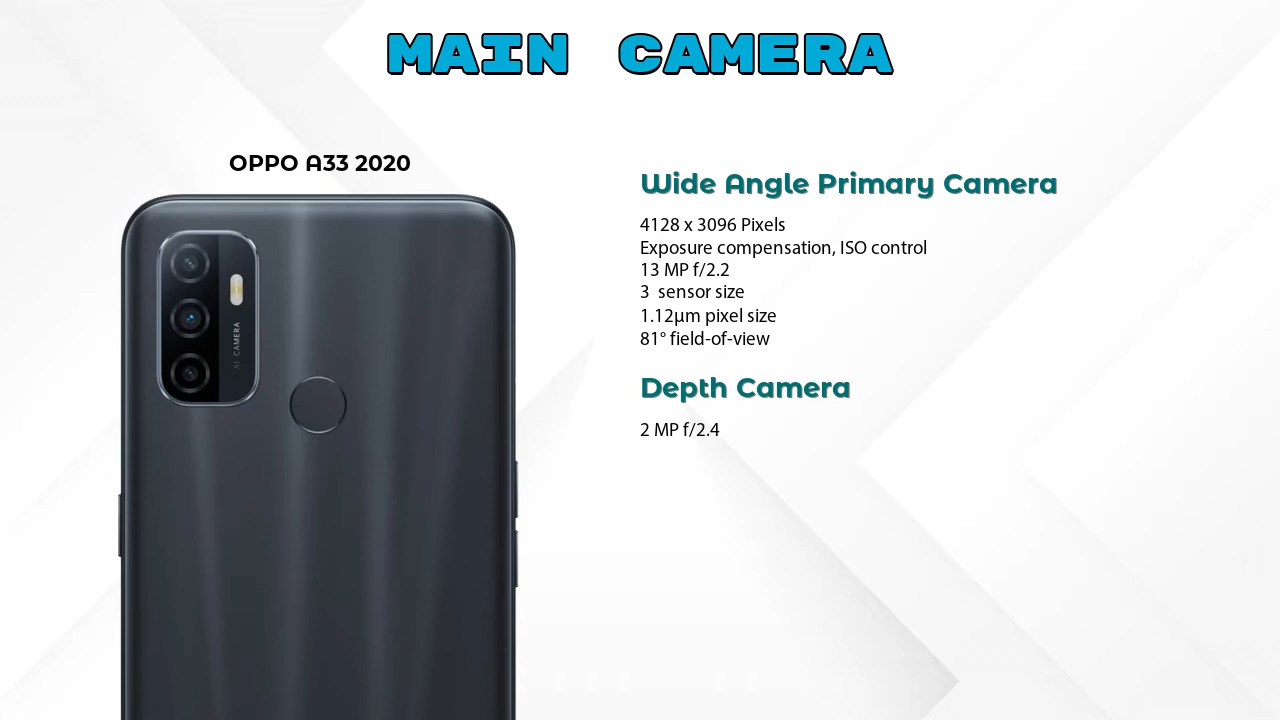 MAIN CAMERA
OPPO A33 2020
Wide Angle Primary Camera
4128 x 3096 Pixels
Exposure compensation, ISO control
13 MP f/2.2
3  sensor size
1.12µm pixel size
81° field-of-view
Depth Camera
2 MP f/2.4
AI CAMERA